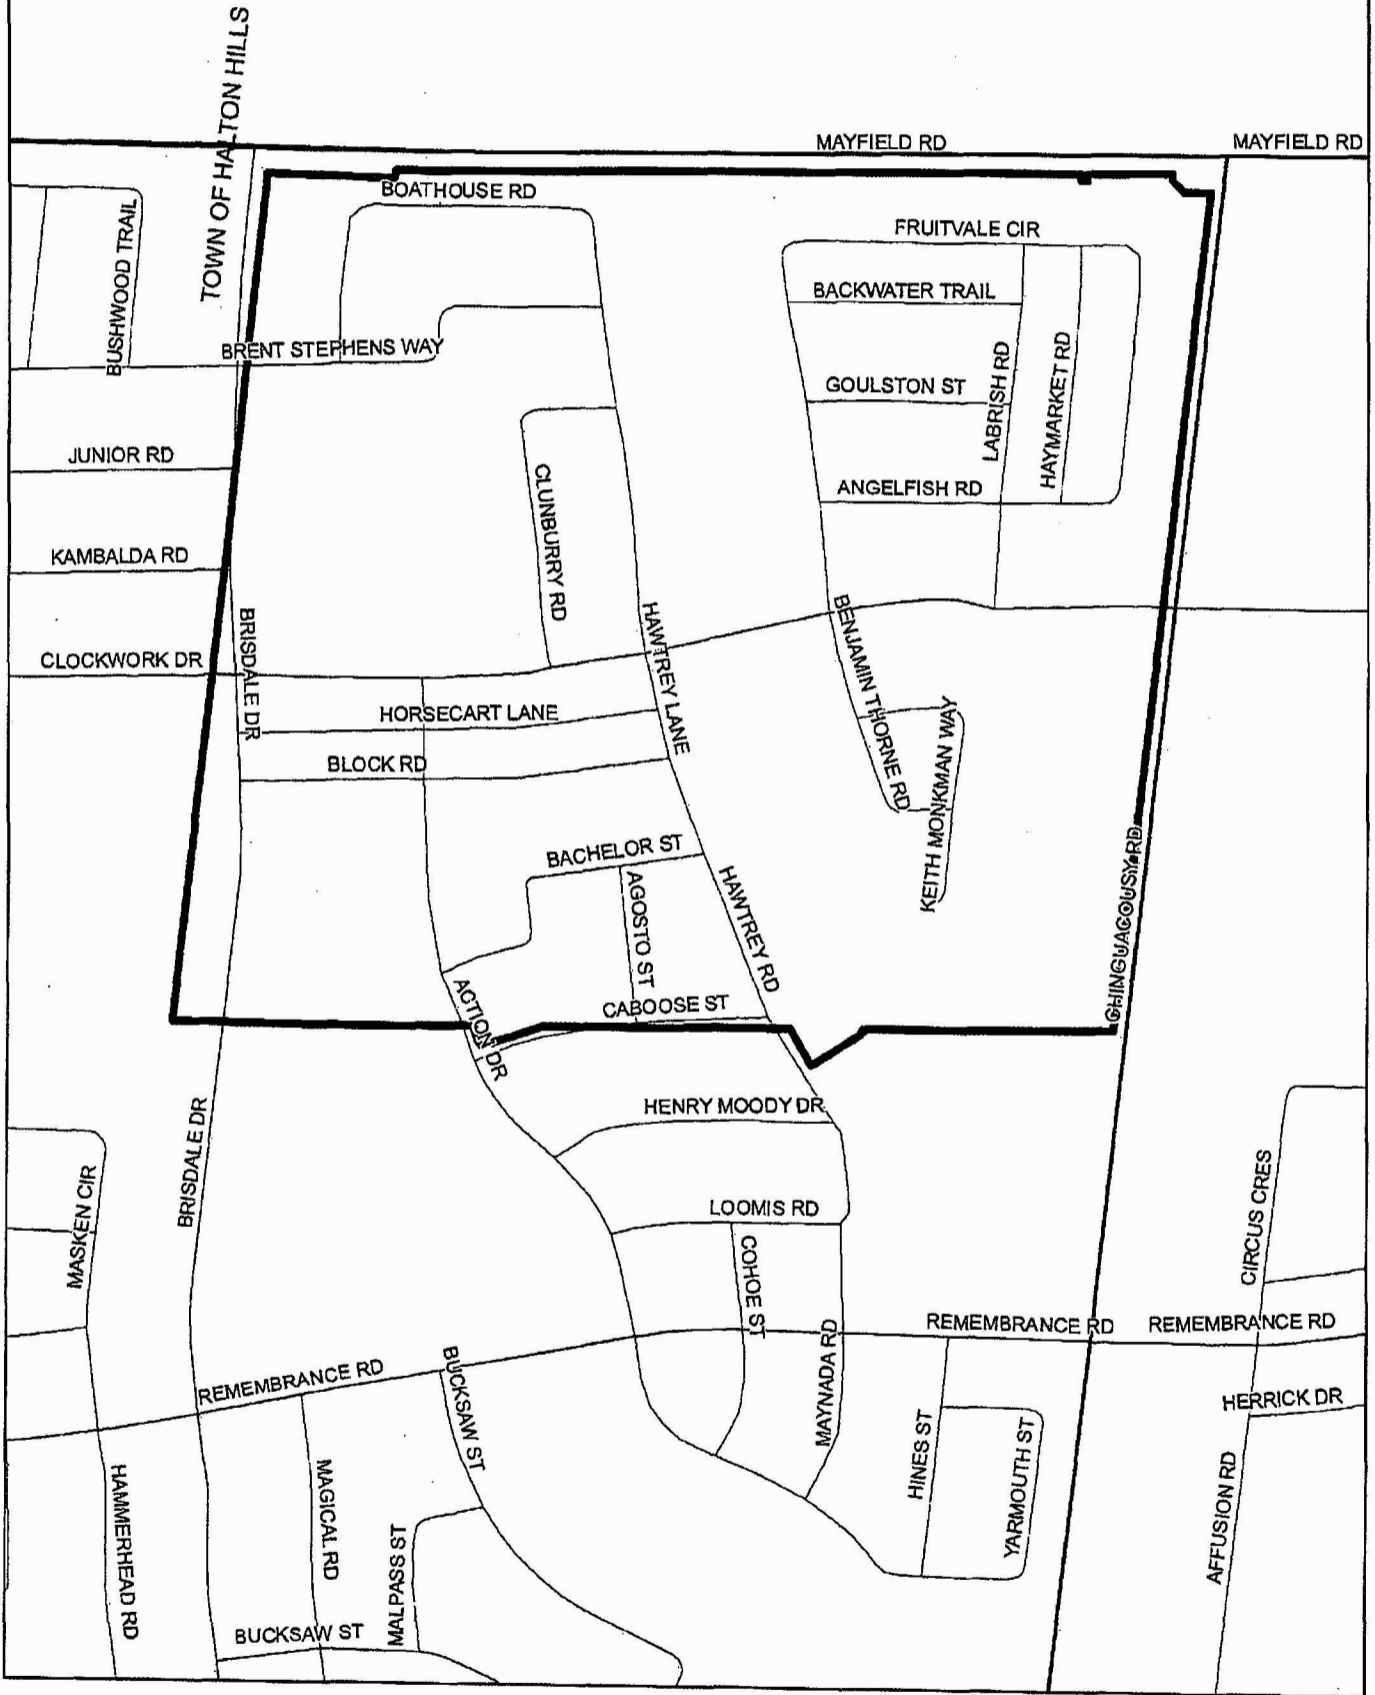 TOWN OF HALTON HILLS
MAYFIELD RD
MAYFIELD RD
BOATHOUSE RD
BUSHWOOD TRAIL
FRUITVALE CIR
BACKWATER TRAIL
BRENT STEPHENS WAY
GOULSTON ST
LABRISH RD
HAYMARKET RD
JUNIOR RD
CLUNBURRY RD
ANGELFISH RD
KAMBALDA RD
BRISDALE DR
HAWTREY LANE
BENJAMIN THORNE RD
CLOCKWORK DR
HORSECART LANE
KEITH MONKMAN WAY
BLOCK RD
BACHELOR ST
AGOSTO ST
HAWTREY RD
CHINGUACOUSY RD
ACTION DR
CABOOSE ST
BRISDALE DR
HENRY MOODY DR
MASKEN CIR
LOOMIS RD
CIRCUS CRES
COHOE ST
MAYNADA RD
REMEMBRANCE RD
REMEMBRANCE RD
REMEMBRANCE RD
BUCKSAW ST
HERRICK DR
HINES ST
YARMOUTH ST
AFFUSION RD
HAMMERHEAD RD
MAGICAL RD
MALPASS ST
BUCKSAW ST